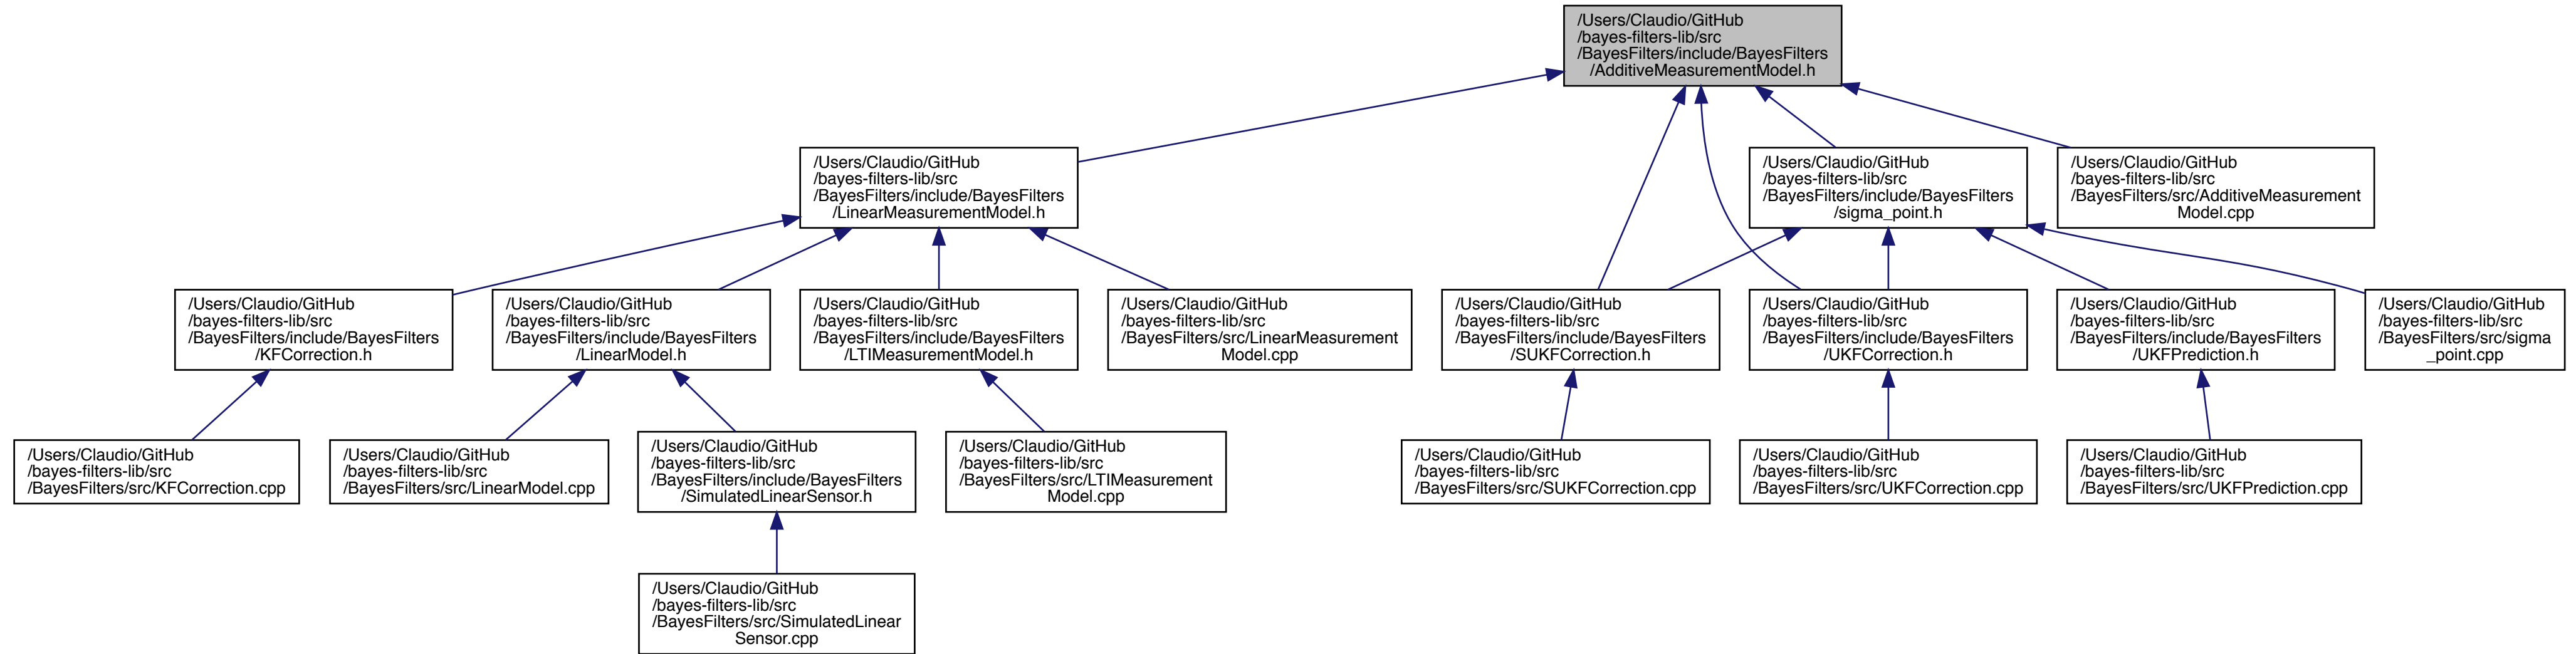 /Users/Claudio/GitHub
/bayes-filters-lib/src
/BayesFilters/include/BayesFilters
/AdditiveMeasurementModel.h
/Users/Claudio/GitHub
/bayes-filters-lib/src
/BayesFilters/include/BayesFilters
/LinearMeasurementModel.h
/Users/Claudio/GitHub
/bayes-filters-lib/src
/BayesFilters/include/BayesFilters
/sigma_point.h
/Users/Claudio/GitHub
/bayes-filters-lib/src
/BayesFilters/src/AdditiveMeasurement
Model.cpp
/Users/Claudio/GitHub
/bayes-filters-lib/src
/BayesFilters/include/BayesFilters
/KFCorrection.h
/Users/Claudio/GitHub
/bayes-filters-lib/src
/BayesFilters/include/BayesFilters
/LinearModel.h
/Users/Claudio/GitHub
/bayes-filters-lib/src
/BayesFilters/include/BayesFilters
/LTIMeasurementModel.h
/Users/Claudio/GitHub
/bayes-filters-lib/src
/BayesFilters/src/LinearMeasurement
Model.cpp
/Users/Claudio/GitHub
/bayes-filters-lib/src
/BayesFilters/include/BayesFilters
/SUKFCorrection.h
/Users/Claudio/GitHub
/bayes-filters-lib/src
/BayesFilters/include/BayesFilters
/UKFCorrection.h
/Users/Claudio/GitHub
/bayes-filters-lib/src
/BayesFilters/include/BayesFilters
/UKFPrediction.h
/Users/Claudio/GitHub
/bayes-filters-lib/src
/BayesFilters/src/sigma
_point.cpp
/Users/Claudio/GitHub
/bayes-filters-lib/src
/BayesFilters/src/KFCorrection.cpp
/Users/Claudio/GitHub
/bayes-filters-lib/src
/BayesFilters/src/LinearModel.cpp
/Users/Claudio/GitHub
/bayes-filters-lib/src
/BayesFilters/include/BayesFilters
/SimulatedLinearSensor.h
/Users/Claudio/GitHub
/bayes-filters-lib/src
/BayesFilters/src/LTIMeasurement
Model.cpp
/Users/Claudio/GitHub
/bayes-filters-lib/src
/BayesFilters/src/SUKFCorrection.cpp
/Users/Claudio/GitHub
/bayes-filters-lib/src
/BayesFilters/src/UKFCorrection.cpp
/Users/Claudio/GitHub
/bayes-filters-lib/src
/BayesFilters/src/UKFPrediction.cpp
/Users/Claudio/GitHub
/bayes-filters-lib/src
/BayesFilters/src/SimulatedLinear
Sensor.cpp